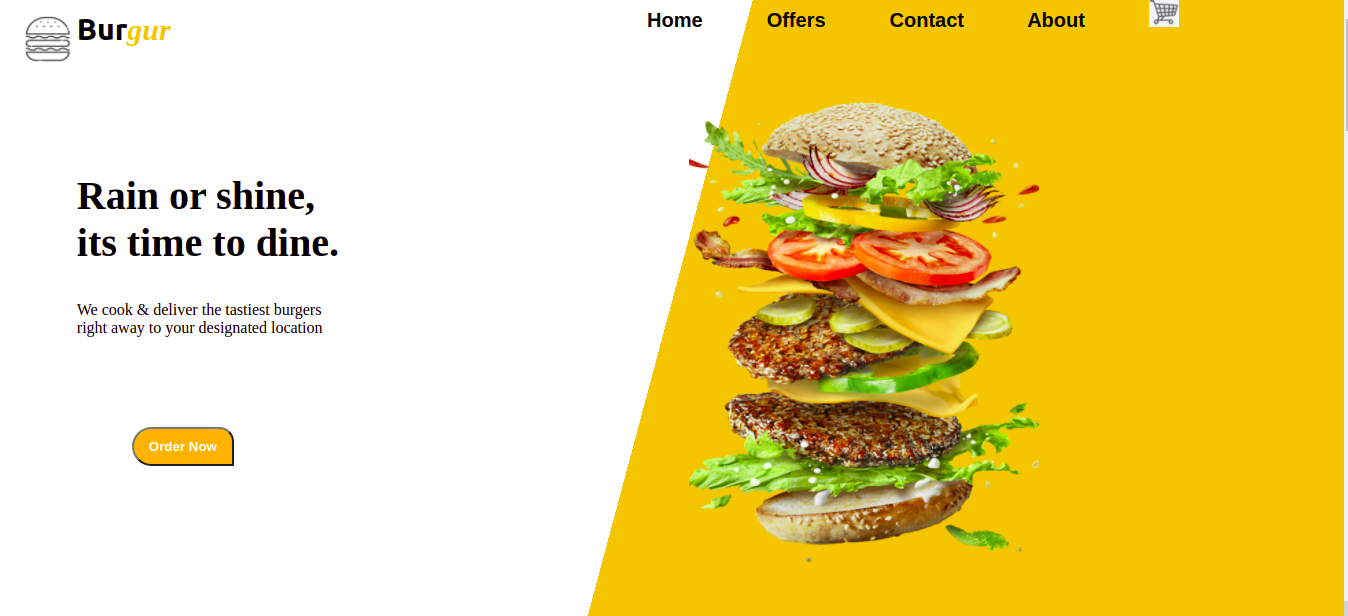 Burgur
Home Offers Contact About
Rain or shine,
its time to dine.
We cook & deliver the tastiest burgers
right away to your designated location
Order Now